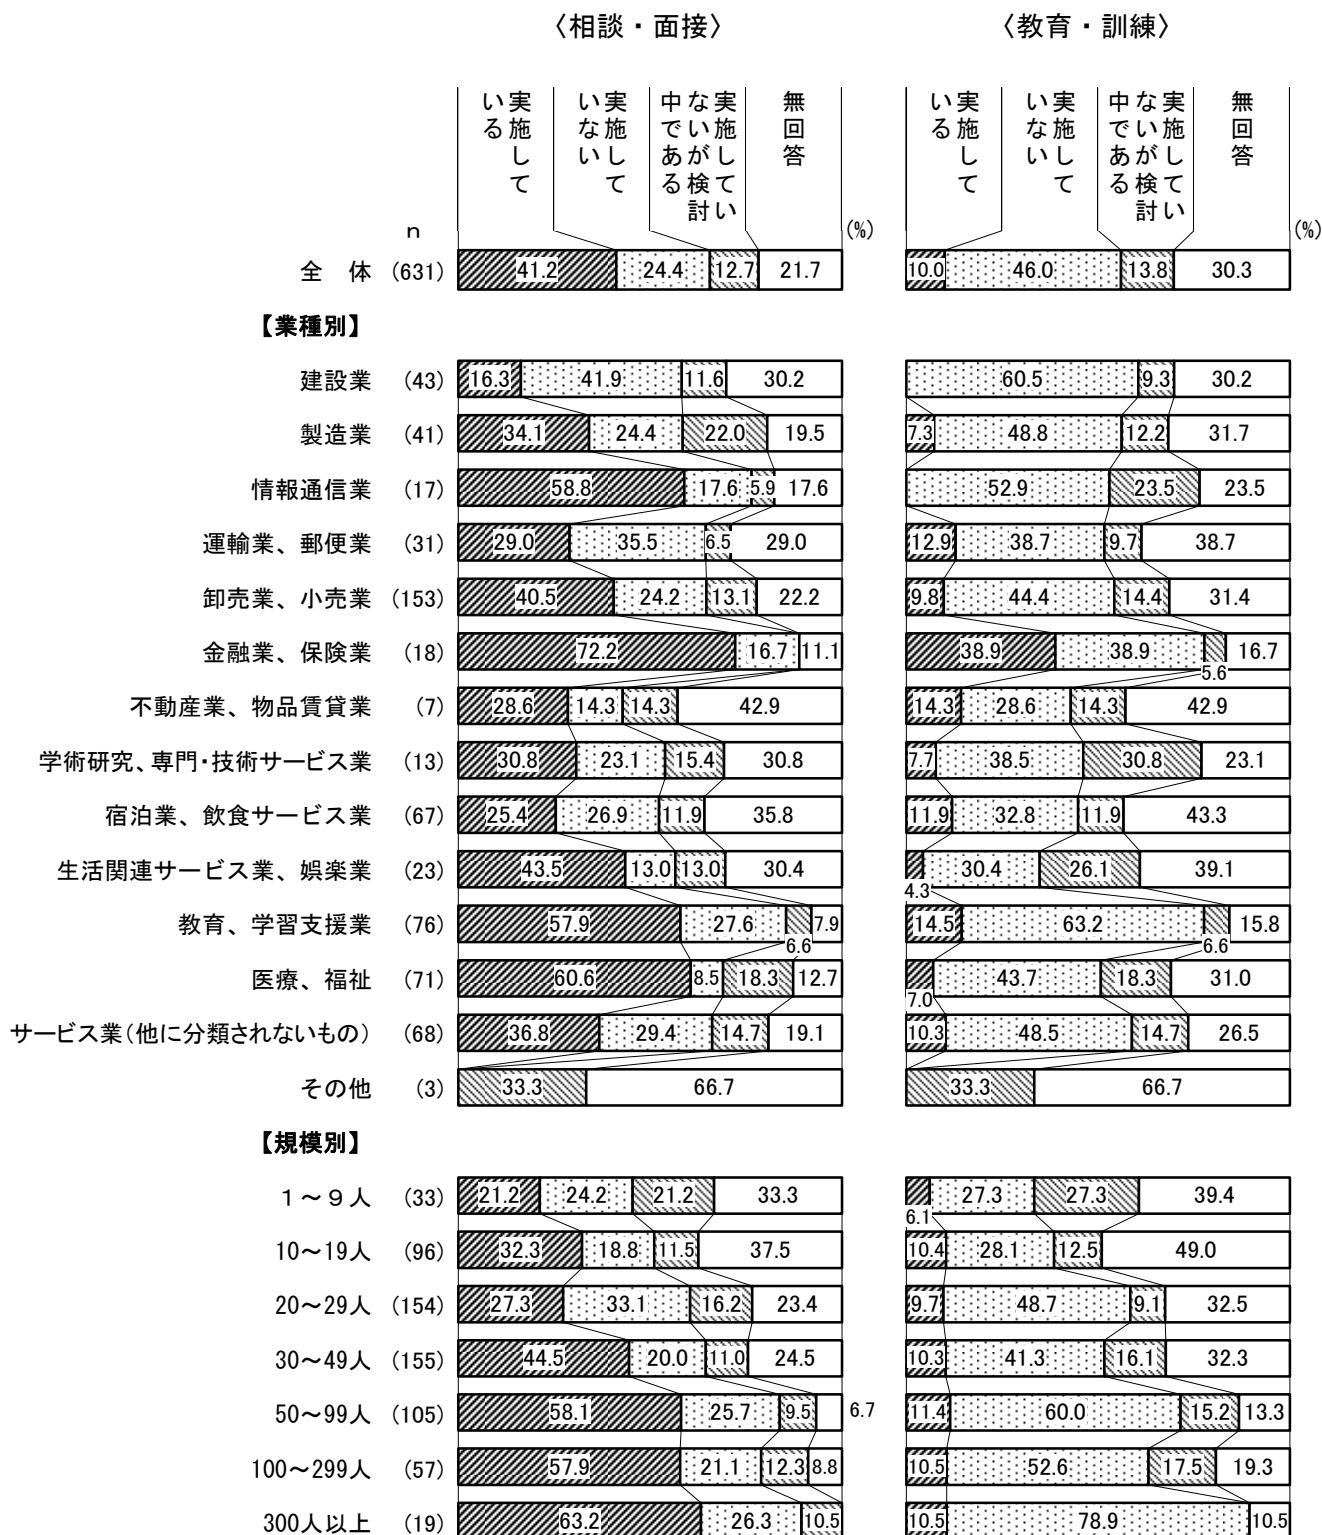 〈相談・面接〉 〈教育・訓練〉
実施している 実施していない 実施していないが検討中である 無回答 実施している 実施していない 実施していないが検討中である 無回答
n (%) (%)
全 体 (631) 41.2 24.4 12.7 21.7 10.0 46.0 13.8 30.3
【業種別】
建設業 (43) 16.3 41.9 11.6 30.2 60.5 9.3 30.2
製造業 (41) 34.1 24.4 22.0 19.5 7.3 48.8 12.2 31.7
情報通信業 (17) 58.8 17.6 5.9 17.6 52.9 23.5 23.5
運輸業、郵便業 (31) 29.0 35.5 6.5 29.0 12.9 38.7 9.7 38.7
卸売業、小売業 (153) 40.5 24.2 13.1 22.2 9.8 44.4 14.4 31.4
金融業、保険業 (18) 72.2 16.7 11.1 38.9 38.9 5.6 16.7
不動産業、物品賃貸業 (7) 28.6 14.3 14.3 42.9 14.3 28.6 14.3 42.9
学術研究、専門・技術サービス業 (13) 30.8 23.1 15.4 30.8 7.7 38.5 30.8 23.1
宿泊業、飲食サービス業 (67) 25.4 26.9 11.9 35.8 11.9 32.8 11.9 43.3
生活関連サービス業、娯楽業 (23) 43.5 13.0 13.0 30.4 4.3 30.4 26.1 39.1
教育、学習支援業 (76) 57.9 27.6 6.6 7.9 14.5 63.2 6.6 15.8
医療、福祉 (71) 60.6 8.5 18.3 12.7 7.0 43.7 18.3 31.0
サービス業(他に分類されないもの) (68) 36.8 29.4 14.7 19.1 10.3 48.5 14.7 26.5
その他 (3) 33.3 66.7 33.3 66.7
【規模別】
1～9人 (33) 21.2 24.2 21.2 33.3 6.1 27.3 27.3 39.4
10～19人 (96) 32.3 18.8 11.5 37.5 10.4 28.1 12.5 49.0
20～29人 (154) 27.3 33.1 16.2 23.4 9.7 48.7 9.1 32.5
30～49人 (155) 44.5 20.0 11.0 24.5 10.3 41.3 16.1 32.3
50～99人 (105) 58.1 25.7 9.5 6.7 11.4 60.0 15.2 13.3
100～299人 (57) 57.9 21.1 12.3 8.8 10.5 52.6 17.5 19.3
300人以上 (19) 63.2 26.3 10.5 10.5 78.9 10.5